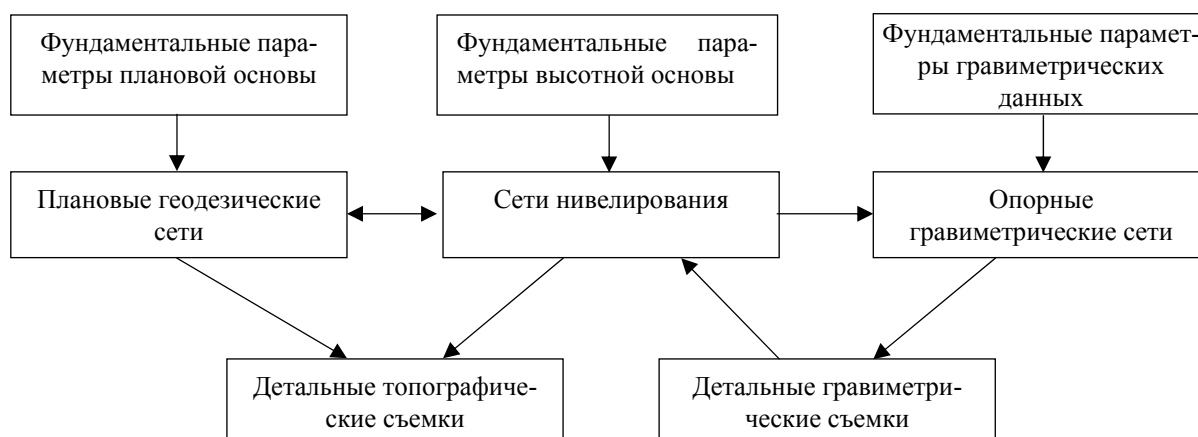 Фундаментальные пара-
метры плановой основы
Фундаментальные пара-
метры высотной основы
Фундаментальные парамет-
ры гравиметрических
данных
Плановые геодезические
сети
Сети нивелирования
Опорные
гравиметрические сети
Детальные топографиче-
ские съемки
Детальные гравиметри-
ческие съемки